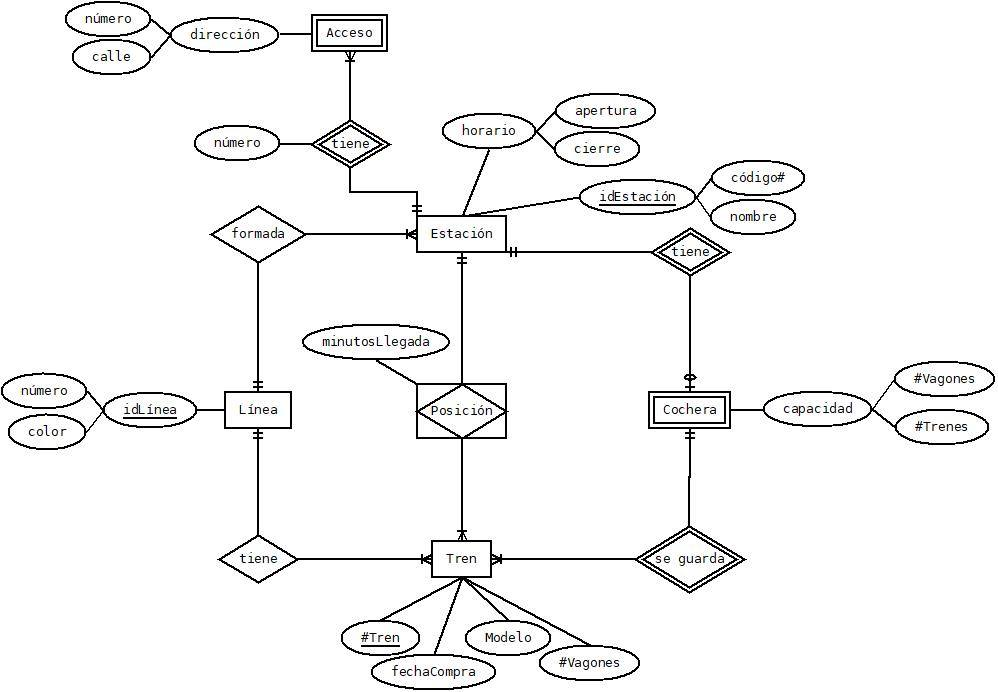 número
dirección
Acceso
calle
número
tiene
horario
apertura
cierre
idEstación
código#
nombre
formada
Estación
tiene
minutosLlegada
número
color
idLínea
Línea
Posición
Cochera
capacidad
#Vagones
#Trenes
tiene
Tren
se guarda
#Tren
fechaCompra
Modelo
#Vagones